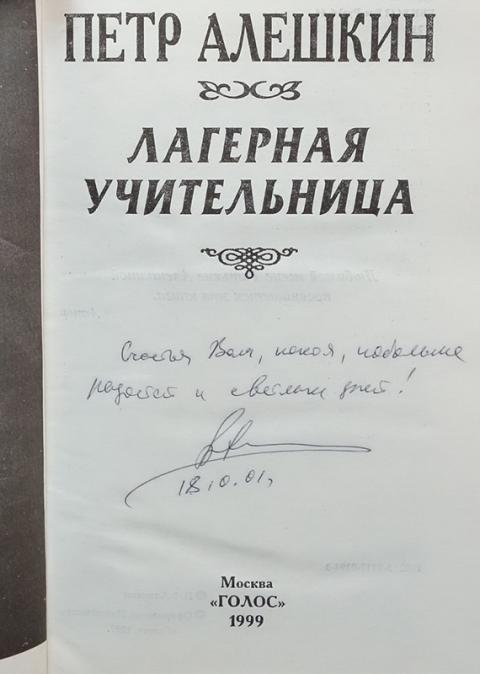 ПЕТР АЛЕШКИН
ЛАГЕРНАЯ
УЧИТЕЛЬНИЦА
Счастья Вам, покоя, побольше
радостей и светлых дней!
18.10.01,
Москва
«ГОЛОС»
1999